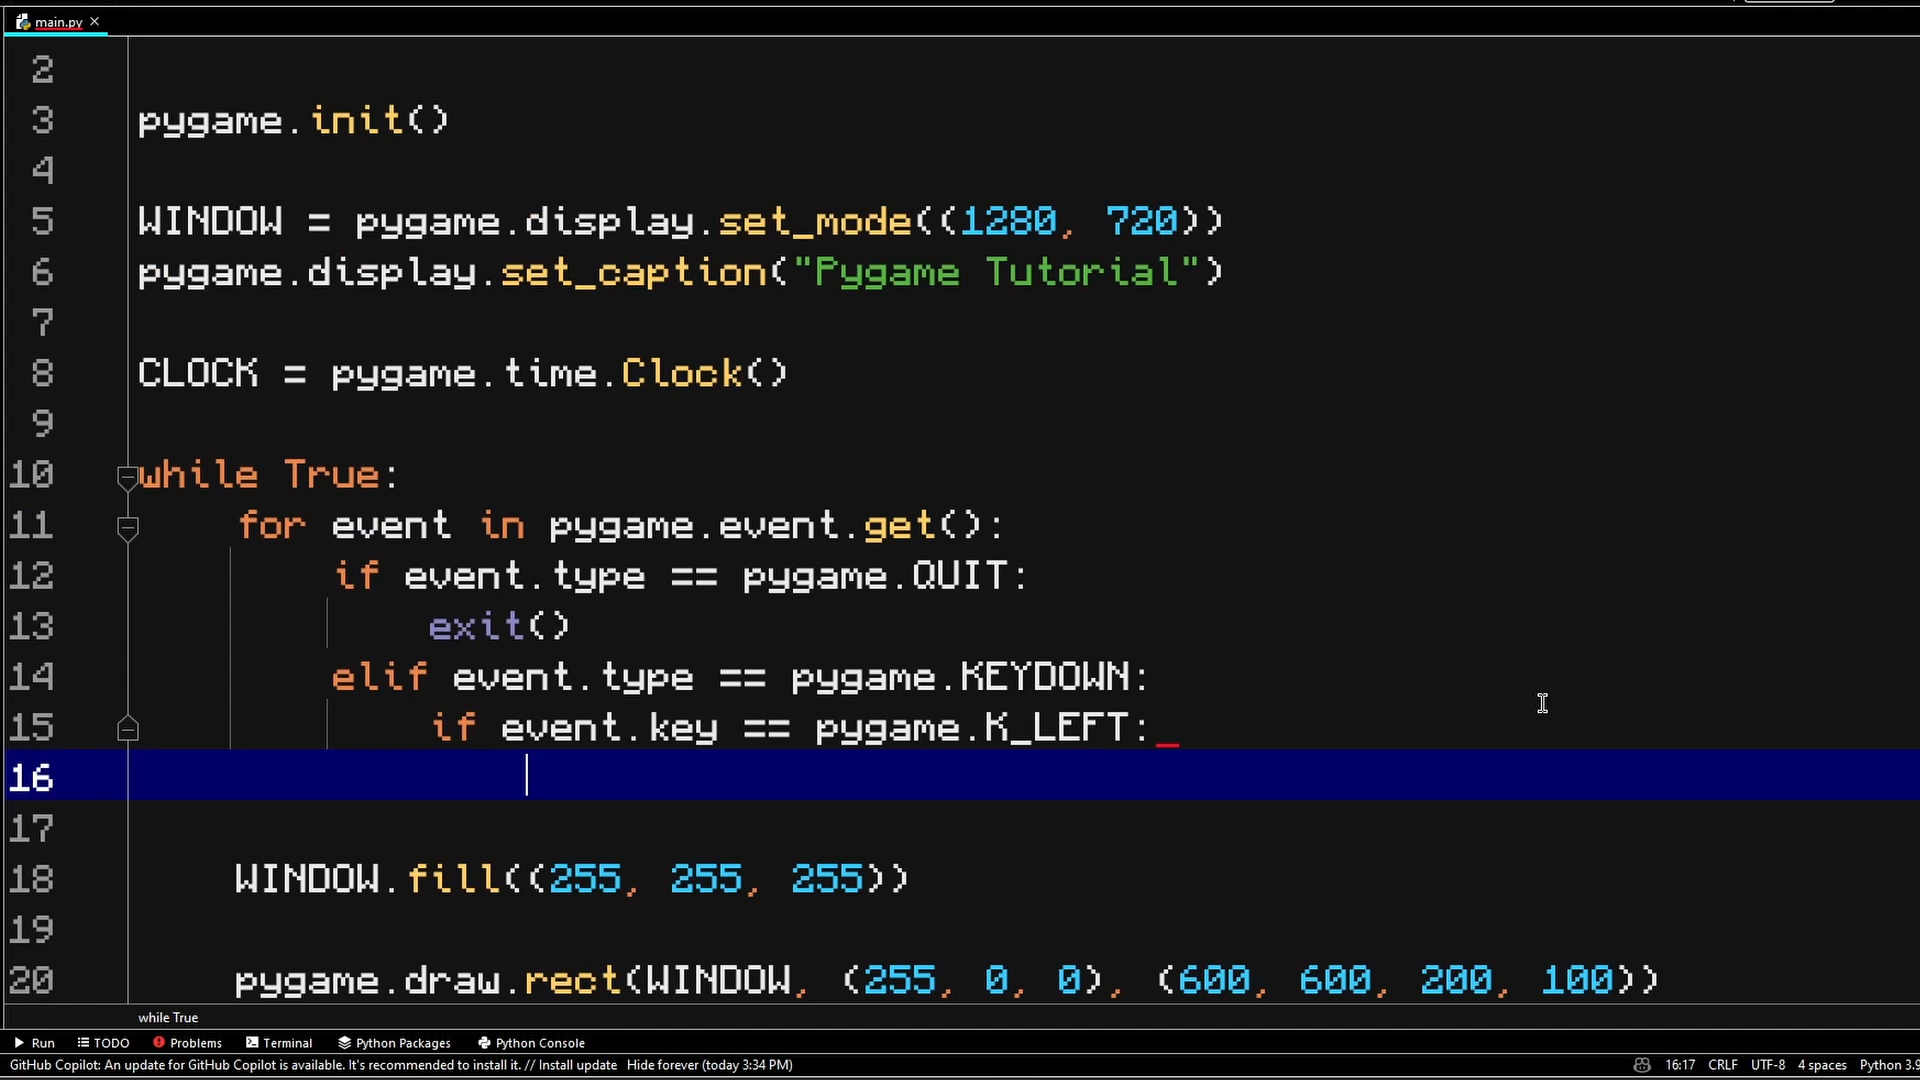 main.py
2
3 pygame.init()
4
5 WINDOW = pygame.display.set_mode((1280, 720))
6 pygame.display.set_caption("Pygame Tutorial")
7
8 CLOCK = pygame.time.Clock()
9
10 while True:
11 for event in pygame.event.get():
12 if event.type == pygame.QUIT:
13 exit()
14 elif event.type == pygame.KEYDOWN:
15 if event.key == pygame.K_LEFT:
16
17
18 WINDOW.fill((255, 255, 255))
19
20 pygame.draw.rect(WINDOW, (255, 0, 0), (600, 600, 200, 100))
while True
Run TODO Problems Terminal Python Packages Python Console
GitHub Copilot: An update for GitHub Copilot is available. It's recommended to install it. // Install update Hide forever (today 3:34 PM) 16:17 CRLF UTF-8 4 spaces Python 3.9